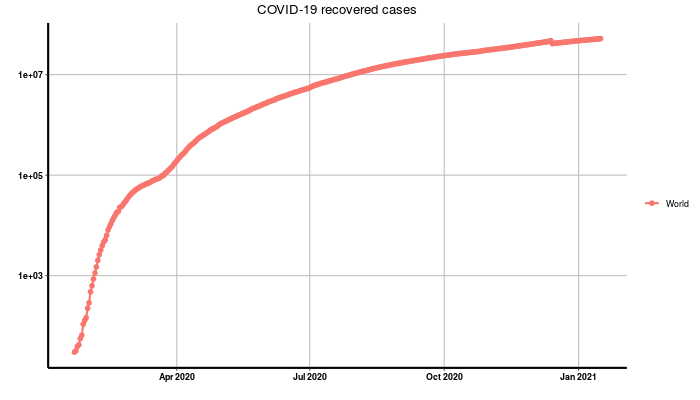 COVID-19 recovered cases
1e+07
1e+05
1e+03
Apr 2020
Jul 2020
Oct 2020
Jan 2021
World